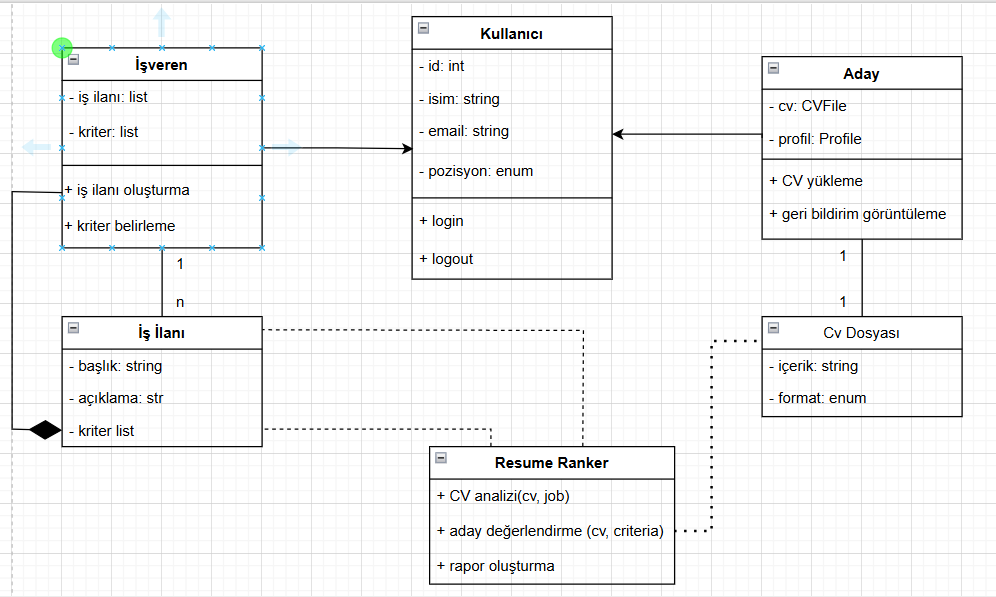 İşveren
- iş ilanı: list
- kriter: list
+ iş ilanı oluşturma
+ kriter belirleme
Kullanıcı
- id: int
- isim: string
- email: string
- pozisyon: enum
+ login
+ logout
Aday
- cv: CVFile
- profil: Profile
+ CV yükleme
+ geri bildirim görüntüleme
1
n
1
1
İş İlanı
- başlık: string
- açıklama: str
- kriter list
Cv Dosyası
- içerik: string
- format: enum
Resume Ranker
+ CV analizi(cv, job)
+ aday değerlendirme (cv, criteria)
+ rapor oluşturma